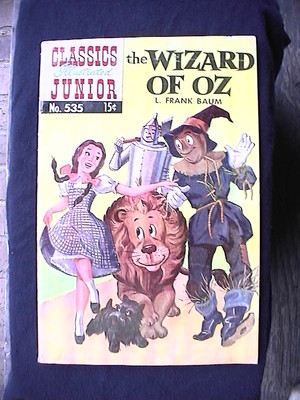 CLASSICS
Illustrated
JUNIOR
No. 535 15¢
the WIZARD
OF OZ
L. FRANK BAUM